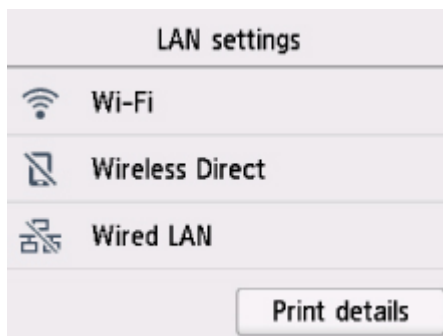 LAN settings
Wi-Fi
Wireless Direct
Wired LAN
Print details